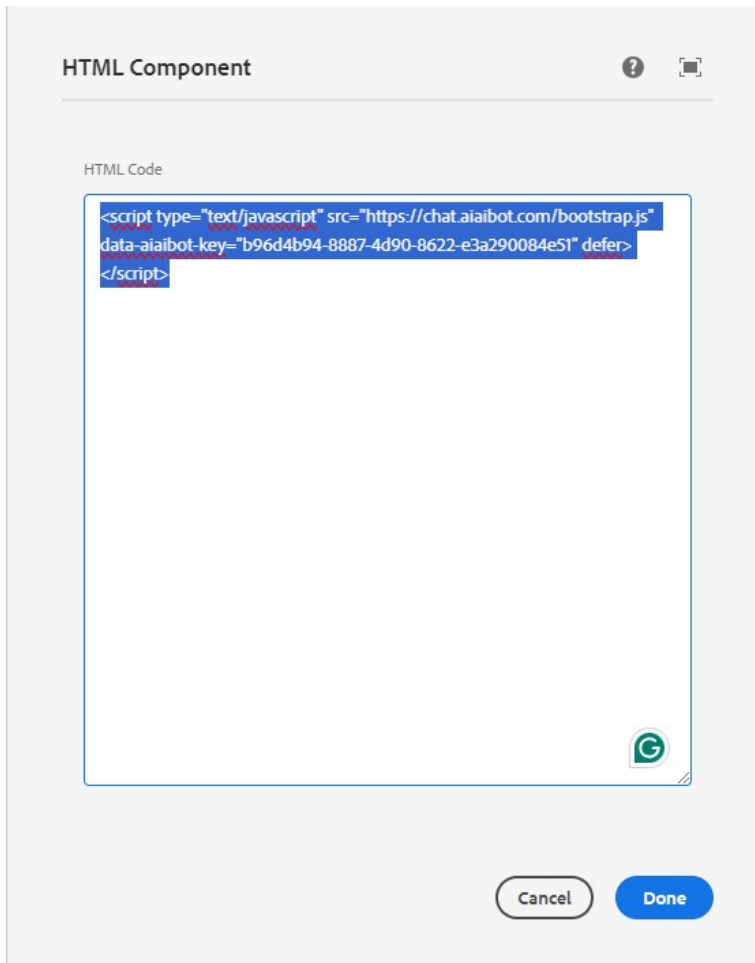 HTML Component
HTML Code
<script type="text/javascript" src="https://chat.aiaibot.com/bootstrap.js"
data-aiaibot-key="b96d4b94-8887-4d90-8622-e3a290084e51" defer>
</script>
Cancel
Done